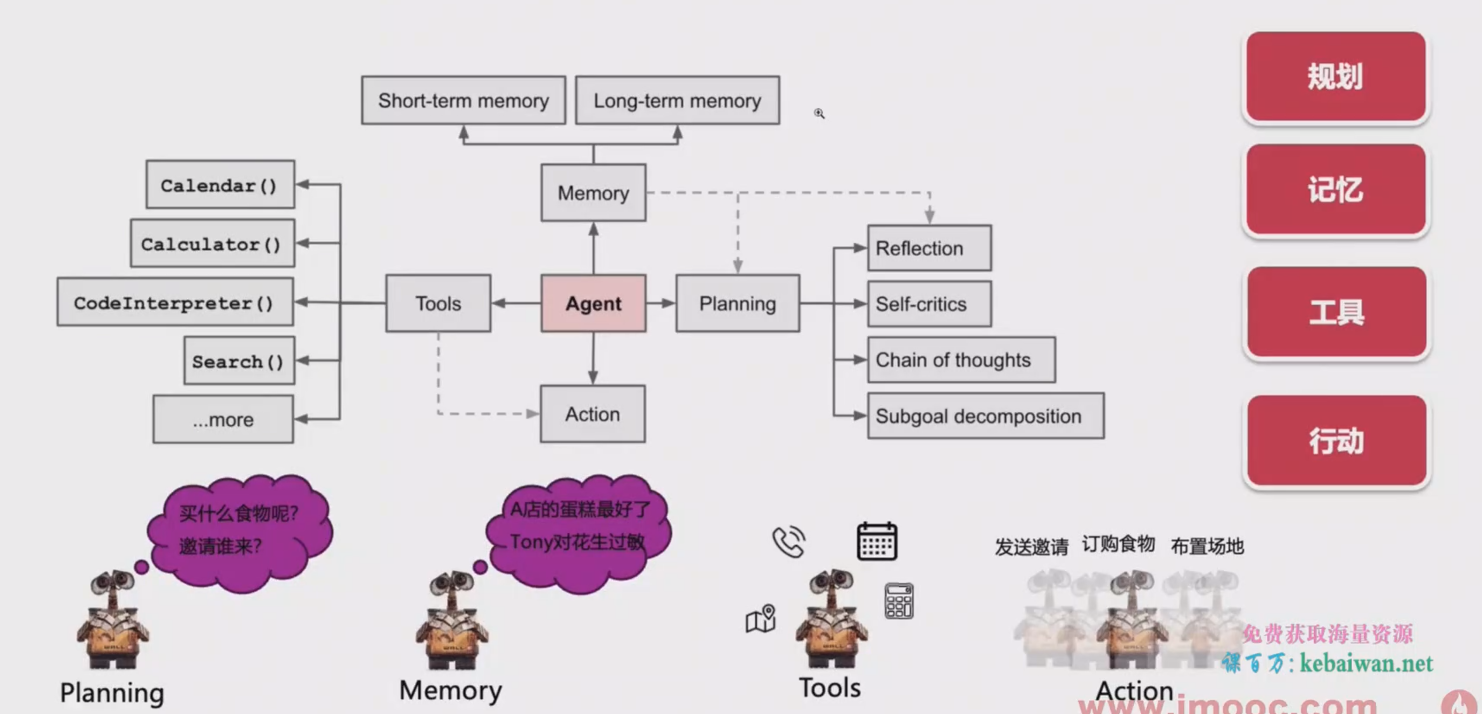 Short-term memory
Long-term memory
规划
Calendar()
Memory
记忆
Calculator()
Reflection
CodeInterpreter()
Tools
Agent
Planning
Self-critics
工具
Search()
Chain of thoughts
...more
Action
Subgoal decomposition
行动
买什么食物呢?
邀请谁来?
A店的蛋糕最好了
Tony对花生过敏
发送邀请
订购食物
布置场地
WALL
WALL
WALL
WALL
免费获取海量资源
课百万:kebaiwan.net
Planning
Memory
Tools
Action
www.imooc.com